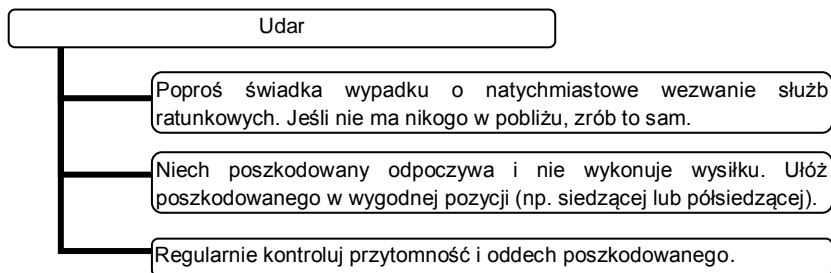 Udar
Poproś świadka wypadku o natychmiastowe wezwanie służb
ratunkowych. Jeśli nie ma nikogo w pobliżu, zrób to sam.
Niech poszkodowany odpoczywa i nie wykonuje wysiłku. Ułóż
poszkodowanego w wygodnej pozycji (np. siedzącej lub półsiedzącej).
Regularnie kontroluj przytomność i oddech poszkodowanego.